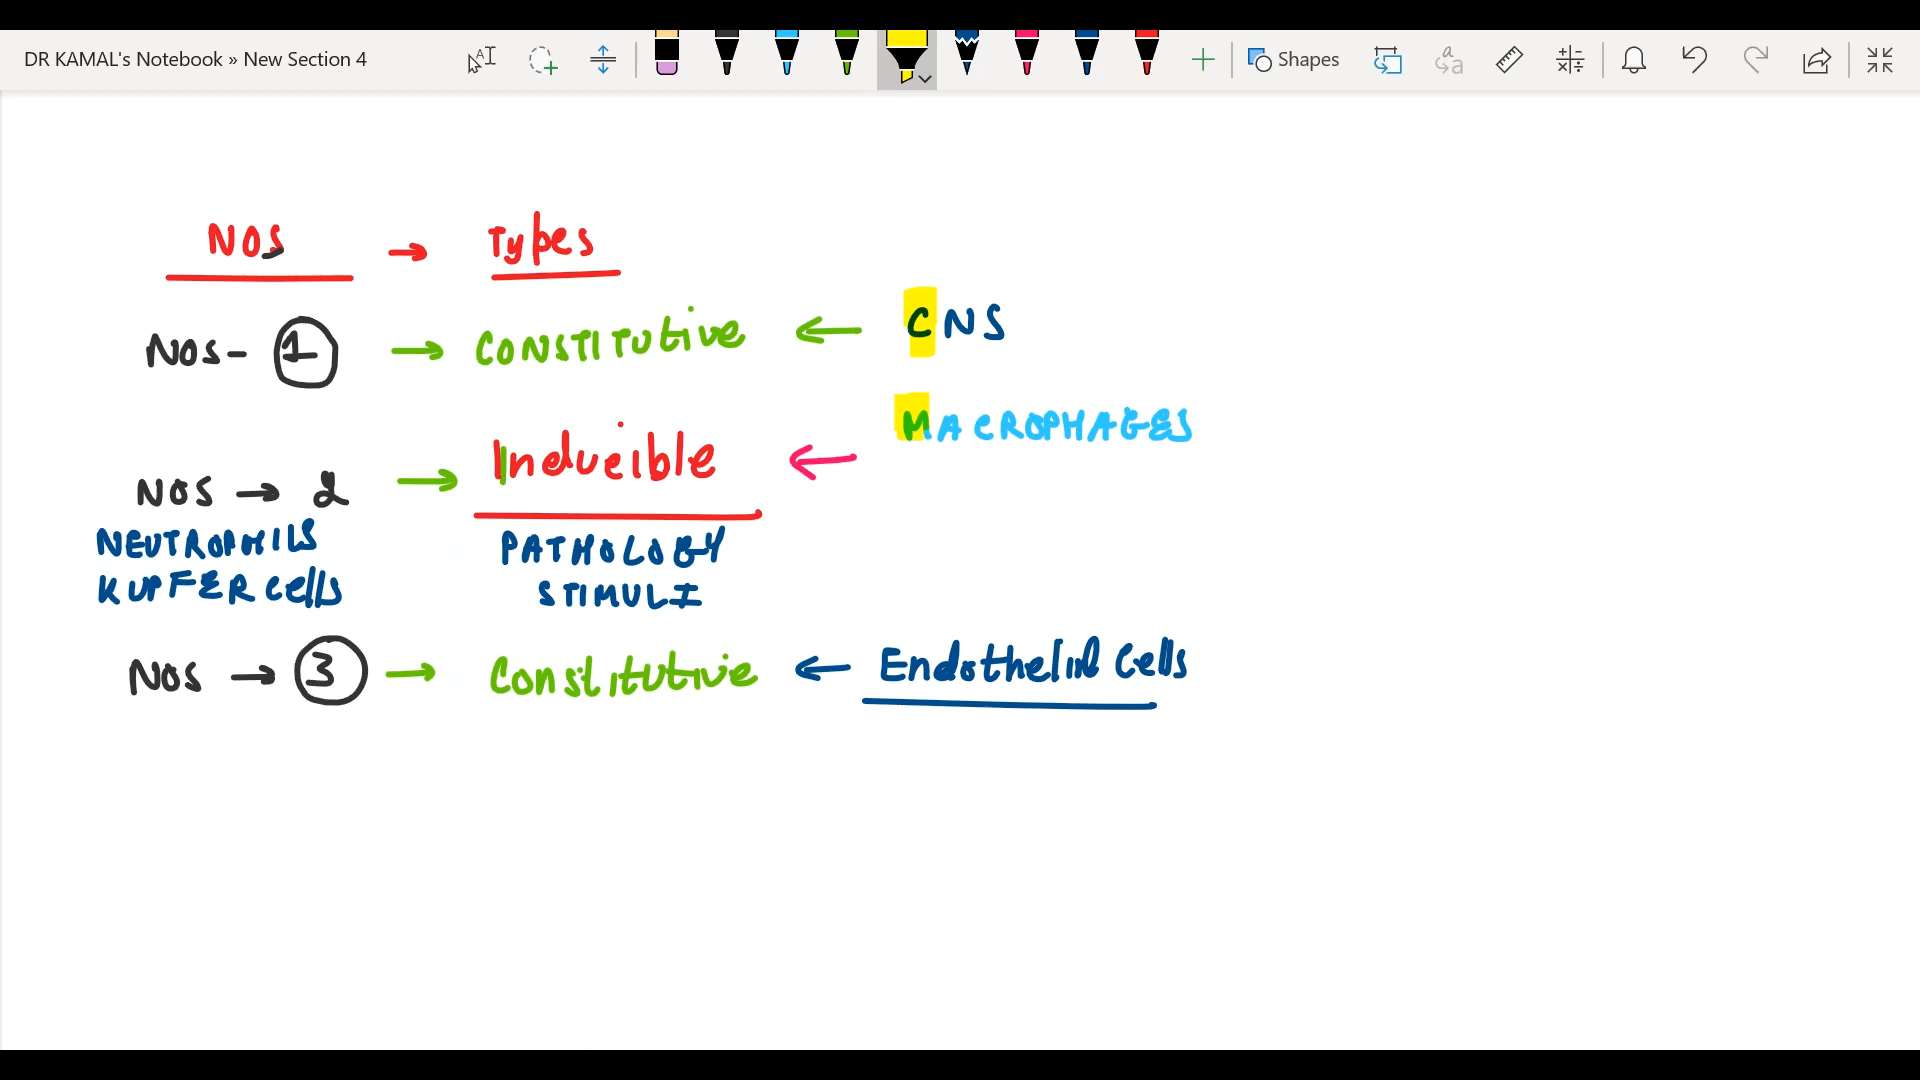 DR KAMAL's Notebook » New Section 4
Shapes
NOS → Types
NOS- 1 → CONSTITUTIVE ← CNS
NOS → 2 → Inducible ← MACROPHAGES
NEUTROPHILS
KUPFER Cells
PATHOLOGY
STIMULI
NOS → 3 → Constitutive ← Endothelial Cells